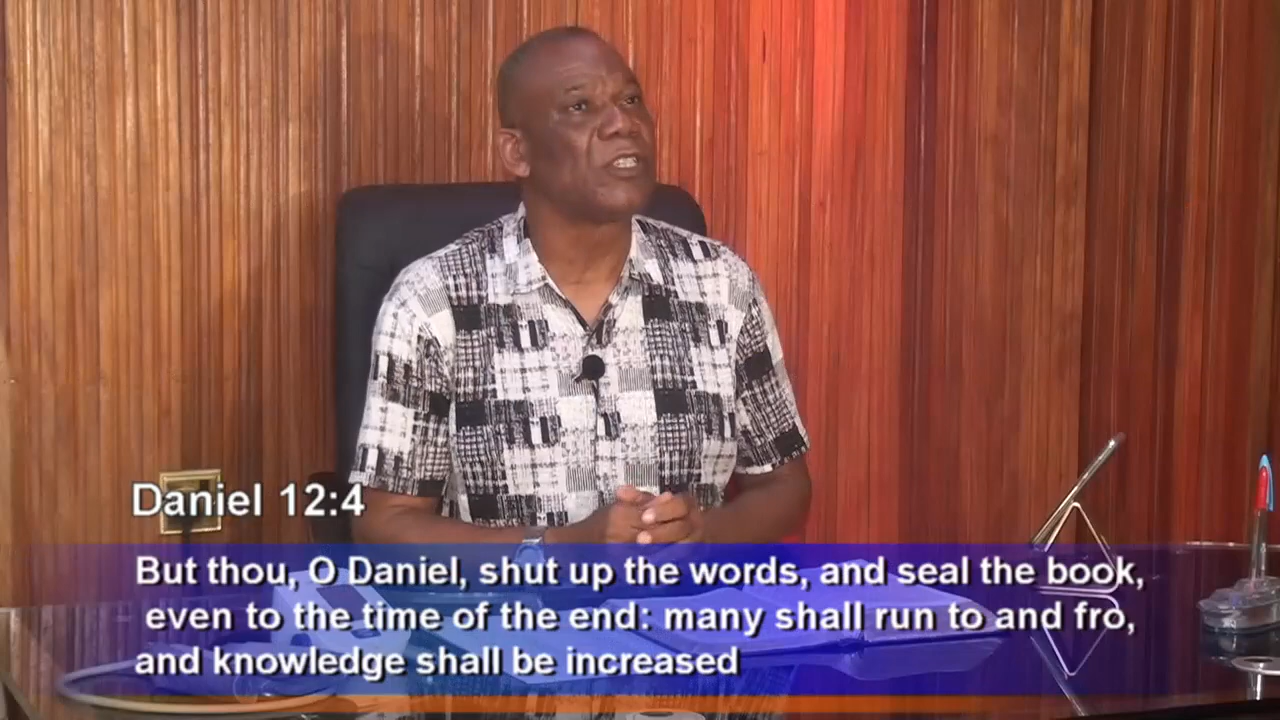 Daniel 12:4
But thou, O Daniel, shut up the words, and seal the book,
even to the time of the end: many shall run to and fro,
and knowledge shall be increased